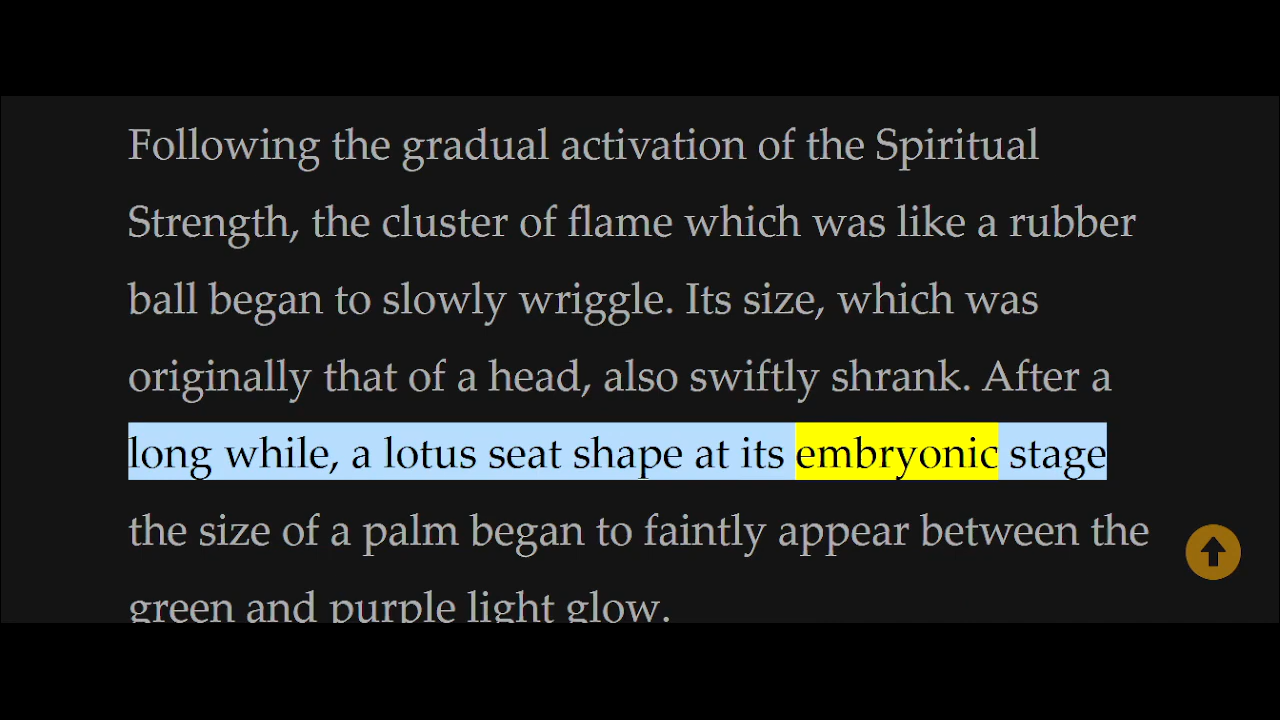 Following the gradual activation of the Spiritual
Strength, the cluster of flame which was like a rubber
ball began to slowly wriggle. Its size, which was
originally that of a head, also swiftly shrank. After a
long while, a lotus seat shape at its embryonic stage
the size of a palm began to faintly appear between the
green and purple light glow.